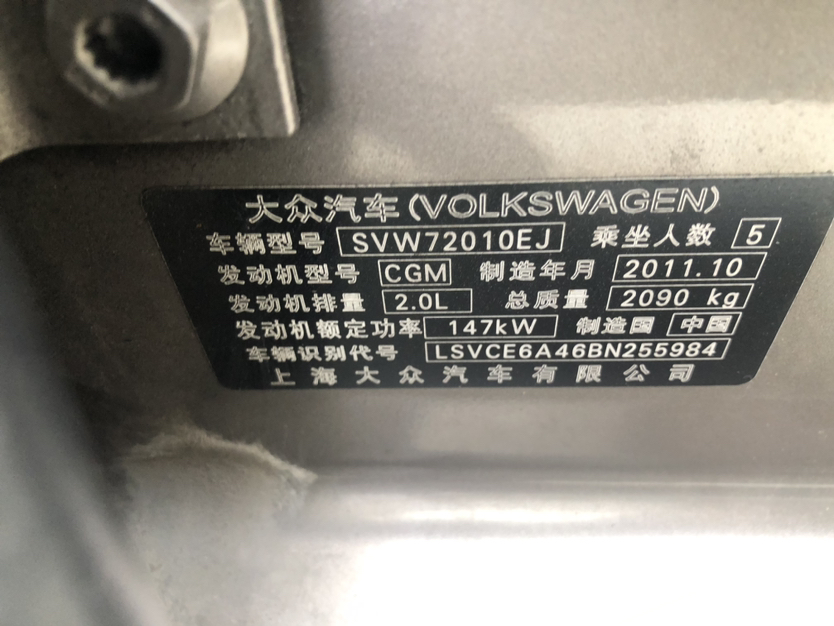 大众汽车(VOLKSWAGEN)
车辆型号 SVW72010EJ 乘坐人数 5
发动机型号 CGM 制造年月 2011.10
发动机排量 2.0L 总质量 2090 kg
发动机额定功率 147kW 制造国 中国
车辆识别代号 LSVCE6A46BN255984
上海大众汽车有限公司